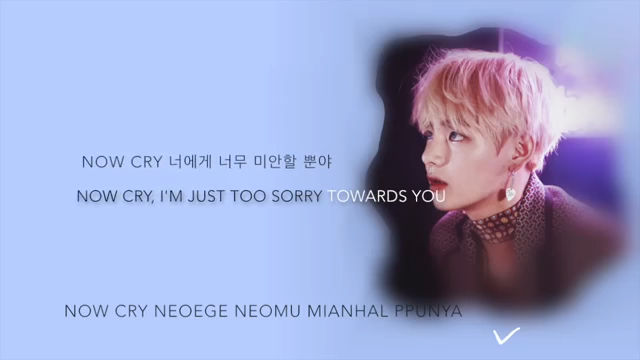 NOW CRY 너에게 너무 미안할 뿐야
NOW CRY, I'M JUST TOO SORRY TOWARDS YOU
NOW CRY NEOEGE NEOMU MIANHAL PPUNYA